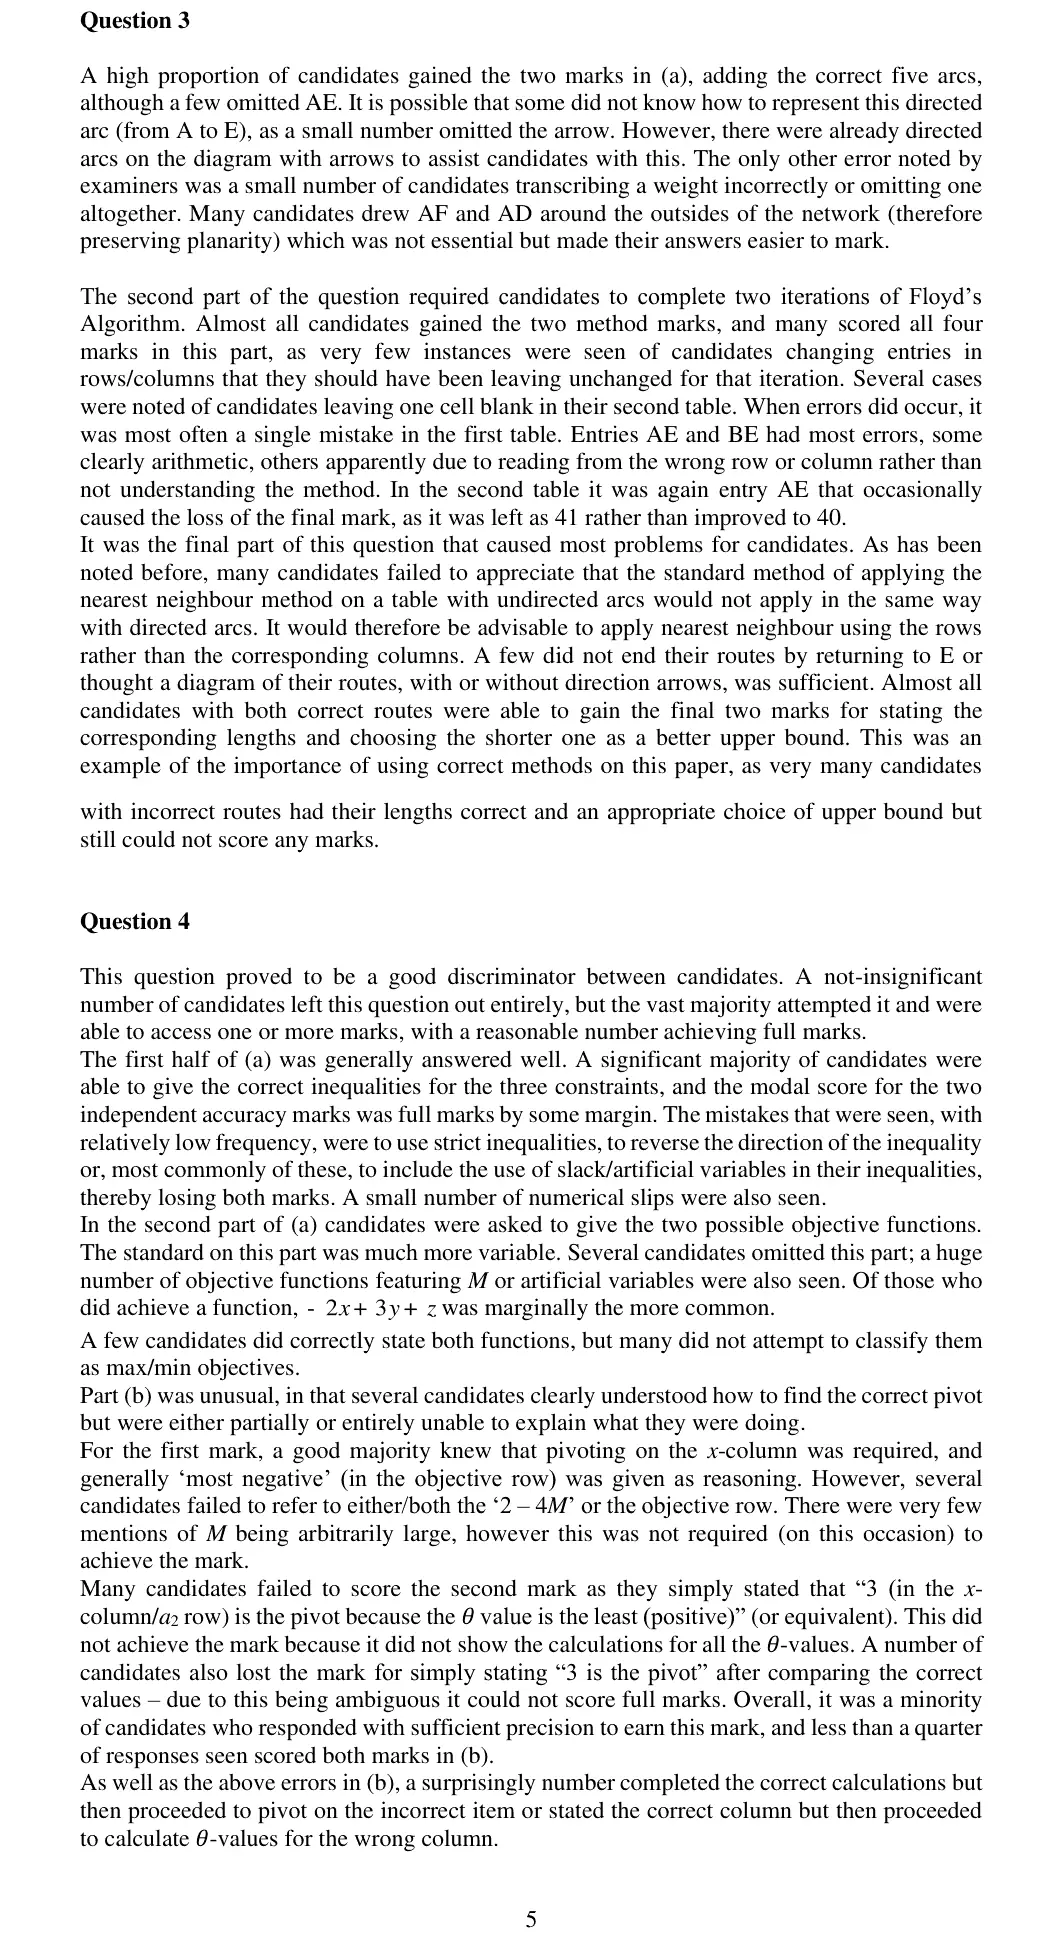 Question 3
A high proportion of candidates gained the two marks in (a), adding the correct five arcs,
although a few omitted AE. It is possible that some did not know how to represent this directed
arc (from A to E), as a small number omitted the arrow. However, there were already directed
arcs on the diagram with arrows to assist candidates with this. The only other error noted by
examiners was a small number of candidates transcribing a weight incorrectly or omitting one
altogether. Many candidates drew AF and AD around the outsides of the network (therefore
preserving planarity) which was not essential but made their answers easier to mark.
The second part of the question required candidates to complete two iterations of Floyd's
Algorithm. Almost all candidates gained the two method marks, and many scored all four
marks in this part, as very few instances were seen of candidates changing entries in
rows/columns that they should have been leaving unchanged for that iteration. Several cases
were noted of candidates leaving one cell blank in their second table. When errors did occur, it
was most often a single mistake in the first table. Entries AE and BE had most errors, some
clearly arithmetic, others apparently due to reading from the wrong row or column rather than
not understanding the method. In the second table it was again entry AE that occasionally
caused the loss of the final mark, as it was left as 41 rather than improved to 40.
It was the final part of this question that caused most problems for candidates. As has been
noted before, many candidates failed to appreciate that the standard method of applying the
nearest neighbour method on a table with undirected arcs would not apply in the same way
with directed arcs. It would therefore be advisable to apply nearest neighbour using the rows
rather than the corresponding columns. A few did not end their routes by returning to E or
thought a diagram of their routes, with or without direction arrows, was sufficient. Almost all
candidates with both correct routes were able to gain the final two marks for stating the
corresponding lengths and choosing the shorter one as a better upper bound. This was an
example of the importance of using correct methods on this paper, as very many candidates
with incorrect routes had their lengths correct and an appropriate choice of upper bound but
still could not score any marks.
Question 4
This question proved to be a good discriminator between candidates. A not-insignificant
number of candidates left this question out entirely, but the vast majority attempted it and were
able to access one or more marks, with a reasonable number achieving full marks.
The first half of (a) was generally answered well. A significant majority of candidates were
able to give the correct inequalities for the three constraints, and the modal score for the two
independent accuracy marks was full marks by some margin. The mistakes that were seen, with
relatively low frequency, were to use strict inequalities, to reverse the direction of the inequality
or, most commonly of these, to include the use of slack/artificial variables in their inequalities,
thereby losing both marks. A small number of numerical slips were also seen.
In the second part of (a) candidates were asked to give the two possible objective functions.
The standard on this part was much more variable. Several candidates omitted this part; a huge
number of objective functions featuring M or artificial variables were also seen. Of those who
did achieve a function, - 2x + 3y + z was marginally the more common.
A few candidates did correctly state both functions, but many did not attempt to classify them
as max/min objectives.
Part (b) was unusual, in that several candidates clearly understood how to find the correct pivot
but were either partially or entirely unable to explain what they were doing.
For the first mark, a good majority knew that pivoting on the x-column was required, and
generally 'most negative' (in the objective row) was given as reasoning. However, several
candidates failed to refer to either/both the '2 – 4M' or the objective row. There were very few
mentions of M being arbitrarily large, however this was not required (on this occasion) to
achieve the mark.
Many candidates failed to score the second mark as they simply stated that "3 (in the x-
column/a₂ row) is the pivot because the θ value is the least (positive)" (or equivalent). This did
not achieve the mark because it did not show the calculations for all the θ-values. A number of
candidates also lost the mark for simply stating "3 is the pivot" after comparing the correct
values – due to this being ambiguous it could not score full marks. Overall, it was a minority
of candidates who responded with sufficient precision to earn this mark, and less than a quarter
of responses seen scored both marks in (b).
As well as the above errors in (b), a surprisingly number completed the correct calculations but
then proceeded to pivot on the incorrect item or stated the correct column but then proceeded
to calculate θ-values for the wrong column.
5